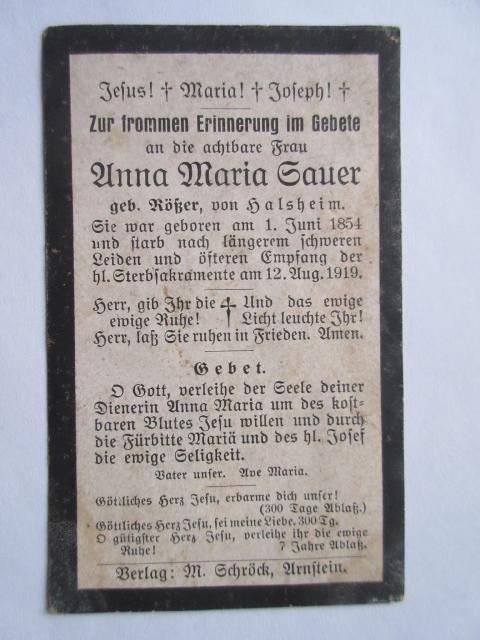 Jesus! † Maria! † Joseph! †
Zur frommen Erinnerung im Gebete
an die achtbare Frau
Anna Maria Sauer
geb. Rößer, von Halsheim.
Sie war geboren am 1. Juni 1854
und starb nach längerem schweren
Leiden und öfteren Empfang der
hl. Sterbsakramente am 12. Aug. 1919.
Herr, gib Ihr die † Und das ewige
ewige Ruhe! Licht leuchte Ihr!
Herr, laß Sie ruhen in Frieden. Amen.
Gebet.
O Gott, verleihe der Seele deiner
Dienerin Anna Maria um des kost-
baren Blutes Jesu willen und durch
die Fürbitte Mariä und des hl. Josef
die ewige Seligkeit.
Vater unser. Ave Maria.
Göttliches Herz Jesu, erbarme dich unser!
(300 Tage Ablaß.)
Göttliches Herz Jesu, sei meine Liebe. 300 Tg.
O gütigster Herz Jesu, verleihe ihr die ewige
Ruhe! 7 Jahre Ablaß.
Verlag: M. Schröck, Arnstein.